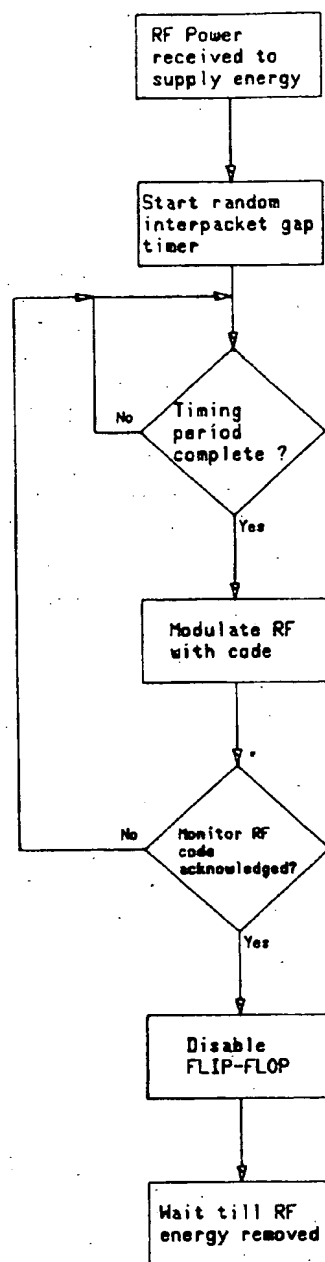 RF Power
received to
supply energy
Start random
interpacket gap
timer
Timing
period
complete ?
No
Yes
Modulate RF
with code
Monitor RF
code
acknowledged?
No
Yes
Disable
FLIP-FLOP
Wait till RF
energy removed